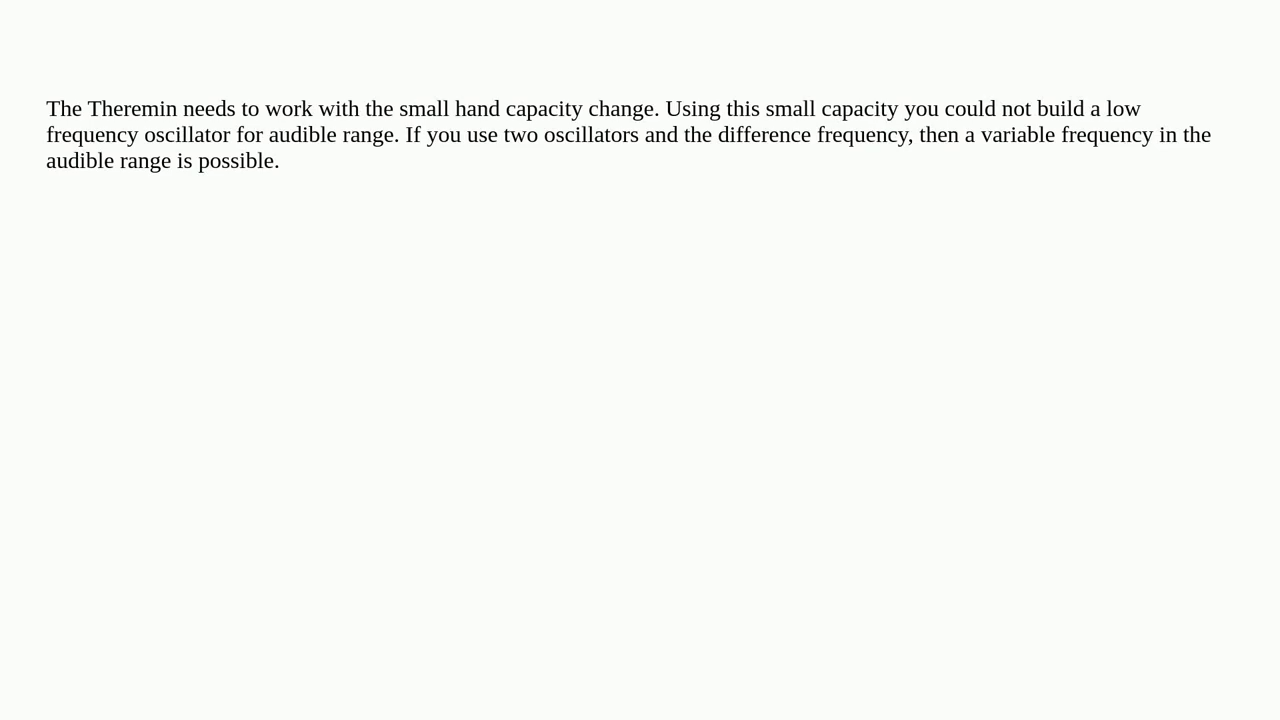 The Theremin needs to work with the small hand capacity change. Using this small capacity you could not build a low
frequency oscillator for audible range. If you use two oscillators and the difference frequency, then a variable frequency in the
audible range is possible.